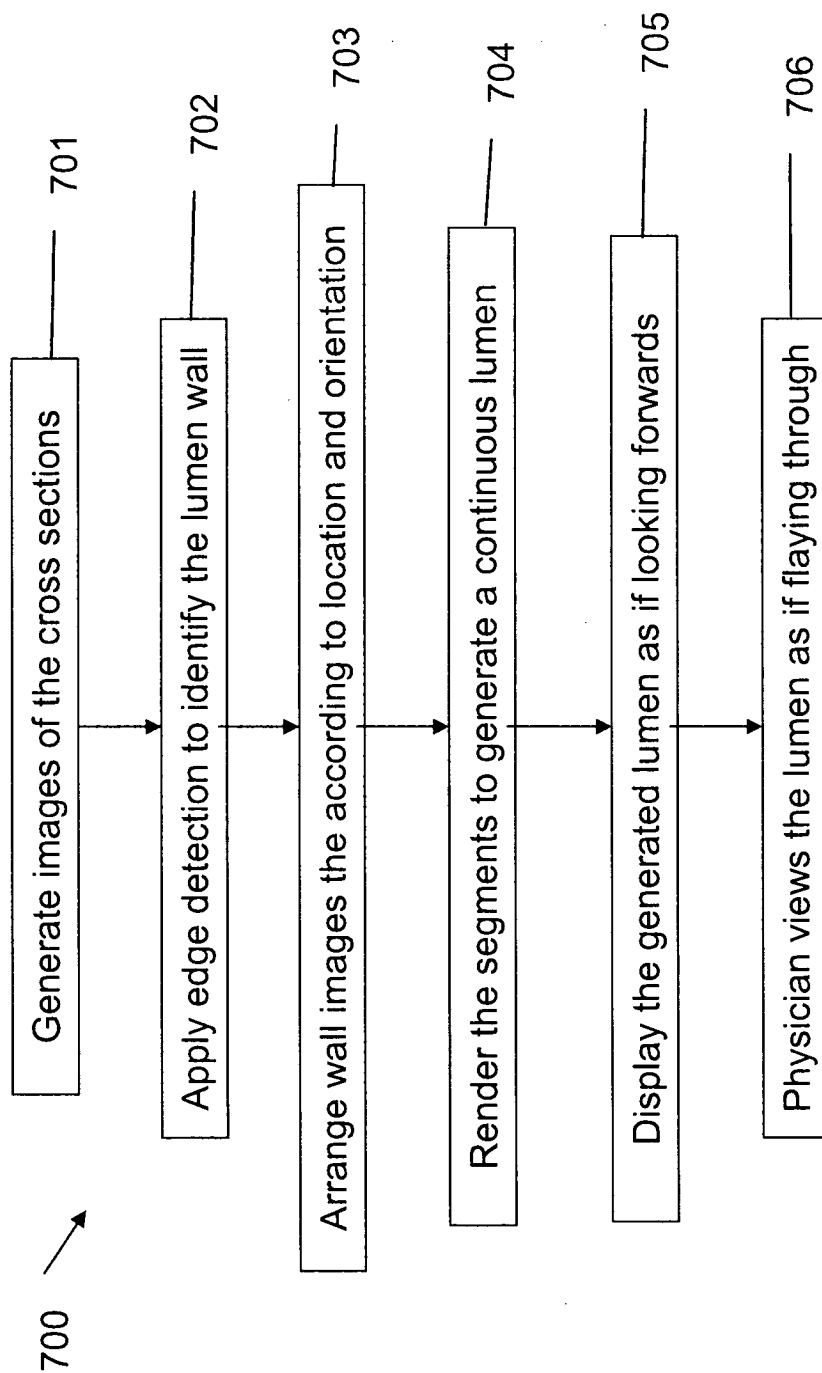 700
Generate images of the cross sections
701
Apply edge detection to identify the lumen wall
702
Arrange wall images the according to location and orientation
703
Render the segments to generate a continuous lumen
704
Display the generated lumen as if looking forwards
705
Physician views the lumen as if flaying through
706